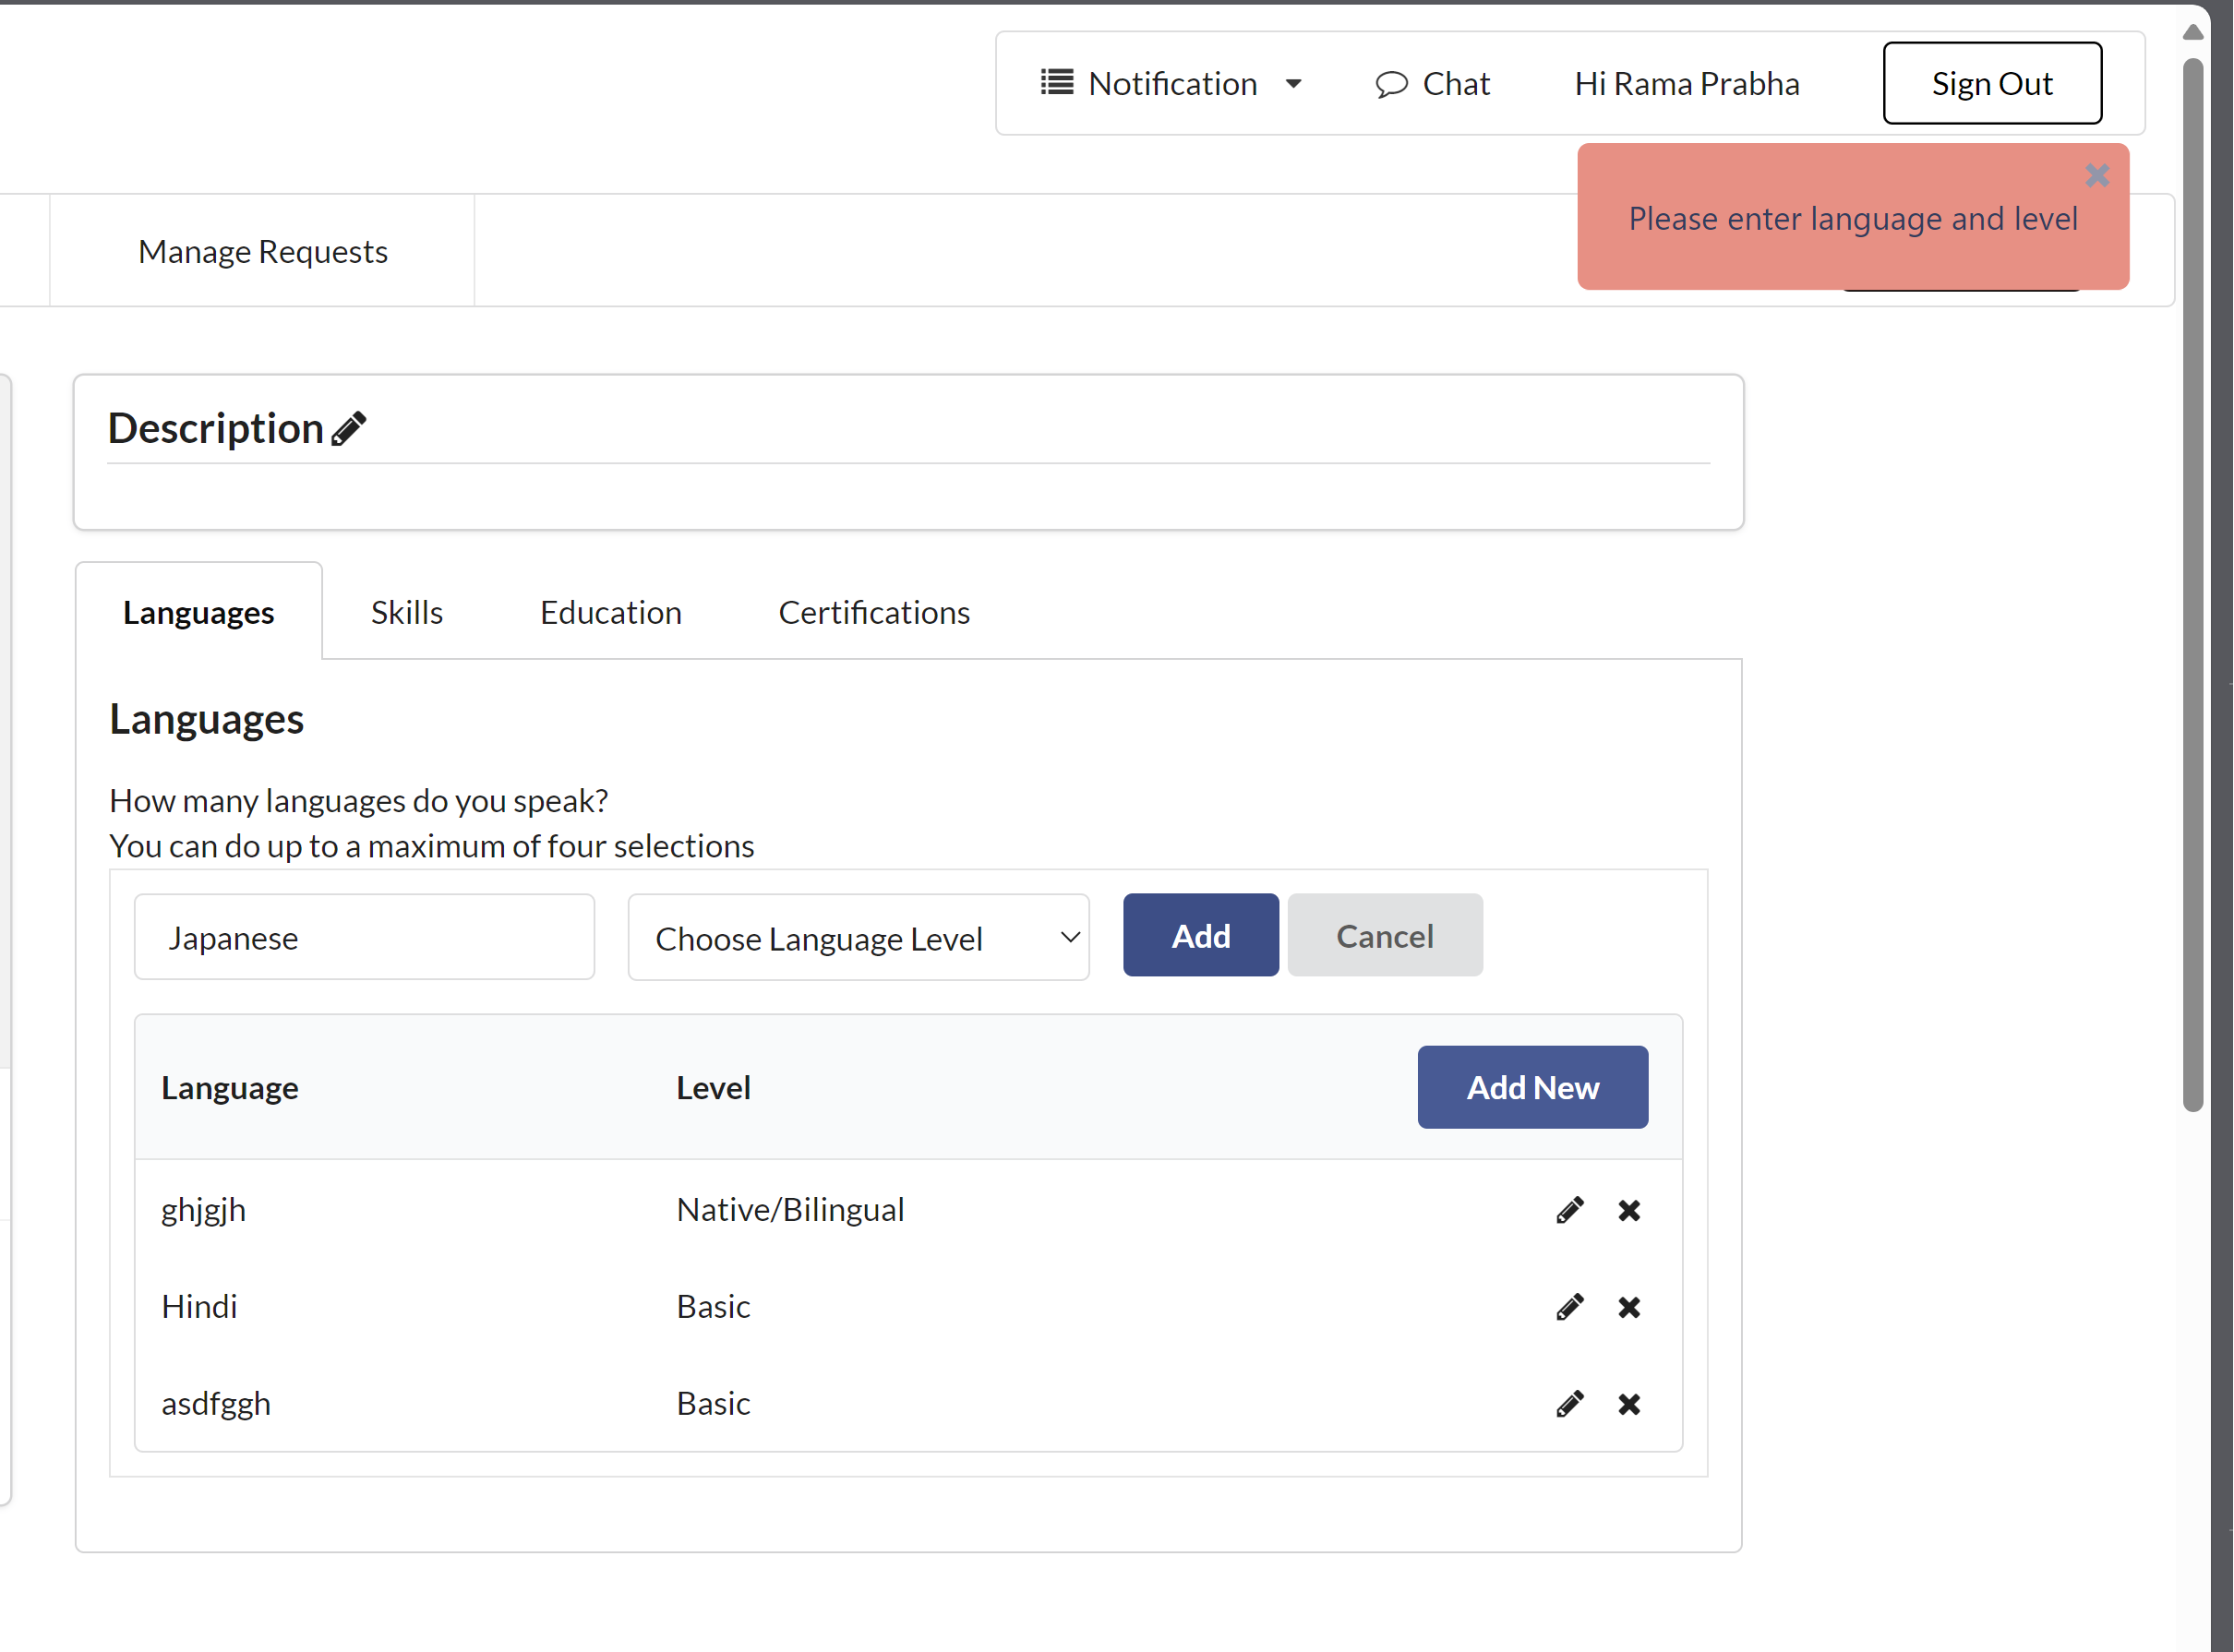 Notification
Chat
Hi Rama Prabha
Sign Out
Please enter language and level
Manage Requests
Description
Languages
Skills
Education
Certifications
Languages
How many languages do you speak?
You can do up to a maximum of four selections
Japanese
Choose Language Level
Add
Cancel
Language
Level
Add New
ghjgjh
Native/Bilingual
Hindi
Basic
asdfggh
Basic